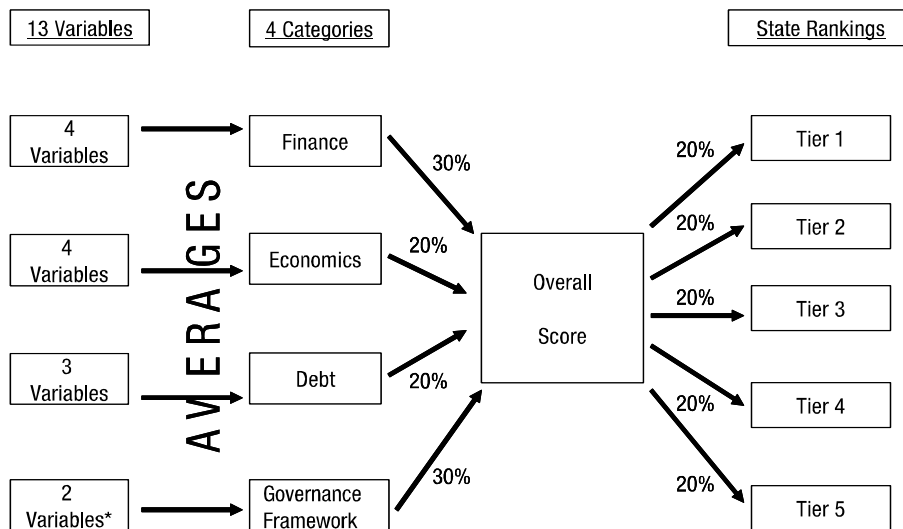 13 Variables
4 Categories
State Rankings
4
Variables
Finance
30%
20%
Tier 1
4
Variables
Economics
20%
20%
Tier 2
AVERAGES
Overall
Score
20%
Tier 3
3
Variables
Debt
20%
20%
Tier 4
2
Variables*
Governance
Framework
30%
20%
Tier 5